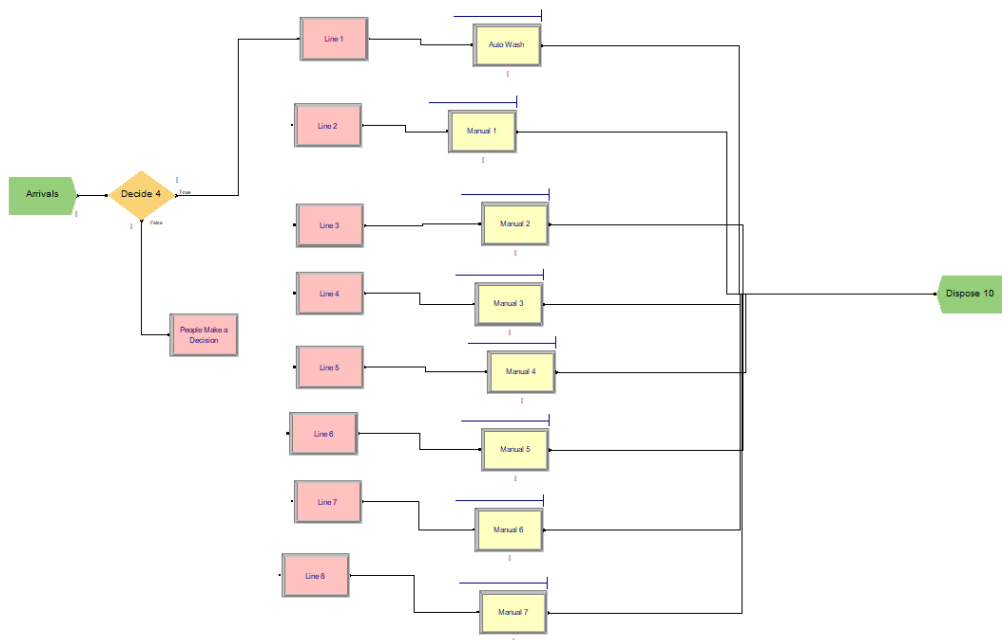 Line 1
Auto Wash
Line 2
Manual 1
Arrivals
Decide 4
True
False
Line 3
Manual 2
Line 4
Manual 3
Dispose 10
People Make a
Decision
Line 5
Manual 4
Line 6
Manual 5
Line 7
Manual 6
Line 8
Manual 7